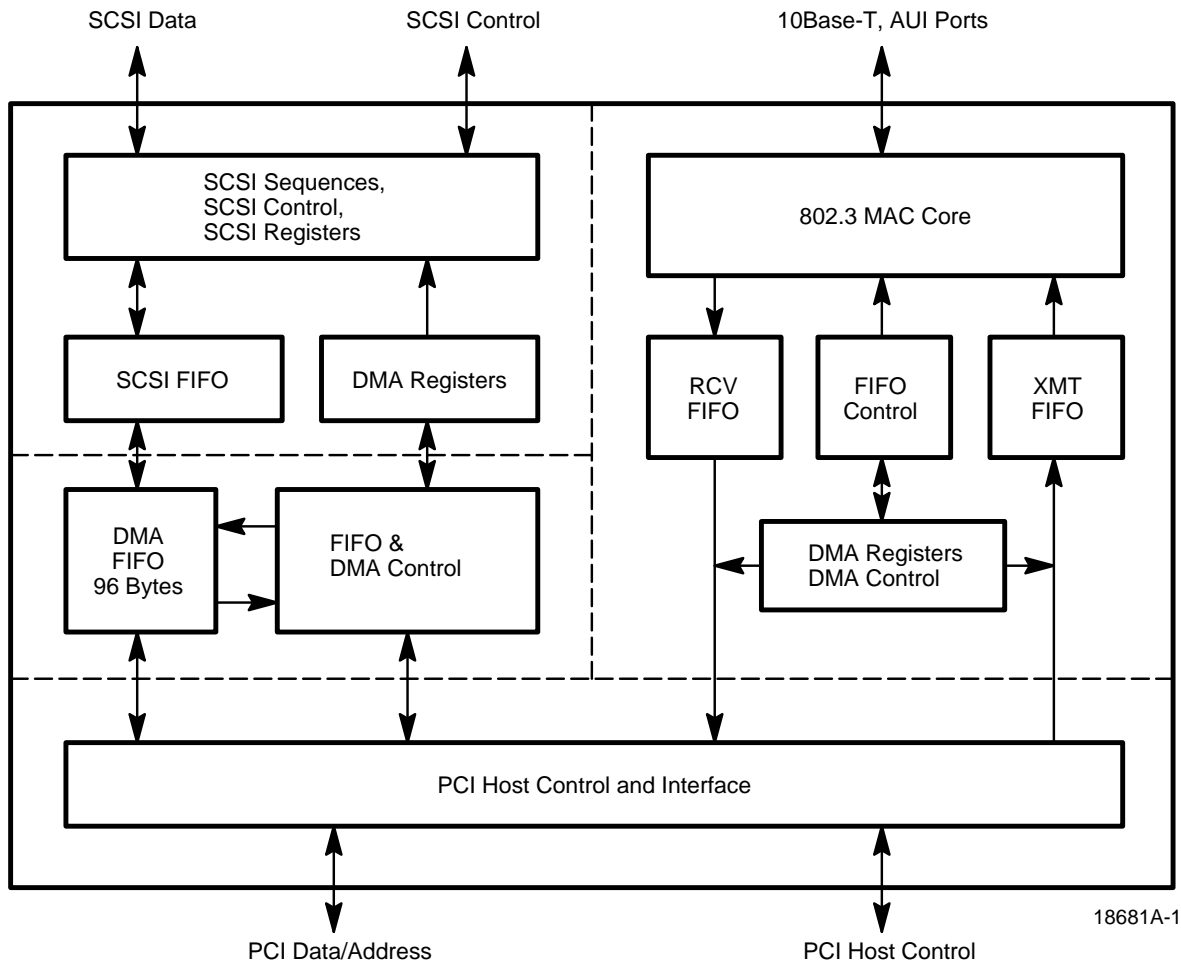 SCSI Data
SCSI Control
10Base-T, AUI Ports
SCSI Sequences,
SCSI Control,
SCSI Registers
802.3 MAC Core
SCSI FIFO
DMA Registers
RCV
FIFO
FIFO
Control
XMT
FIFO
DMA
FIFO
96 Bytes
FIFO &
DMA Control
DMA Registers
DMA Control
PCI Host Control and Interface
18681A-1
PCI Data/Address
PCI Host Control